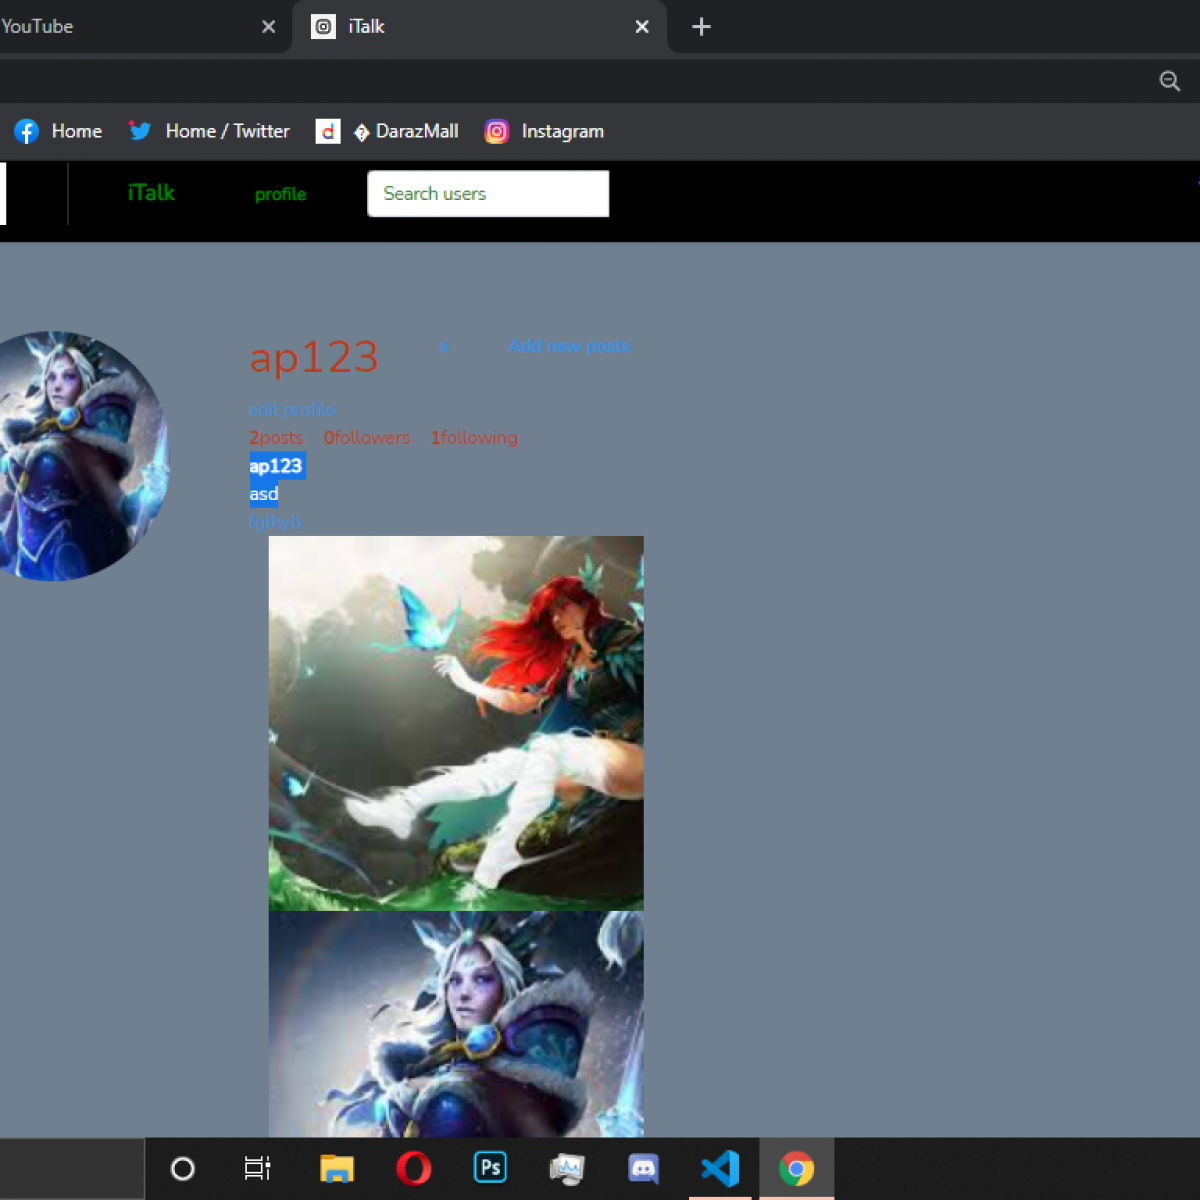 YouTube
iTalk
Home
Home / Twitter
d
� DarazMall
Instagram
iTalk
profile
Search users
ap123
s
Add new posts
edit profile
2posts 0followers 1following
ap123
asd
fgthyb
Ps